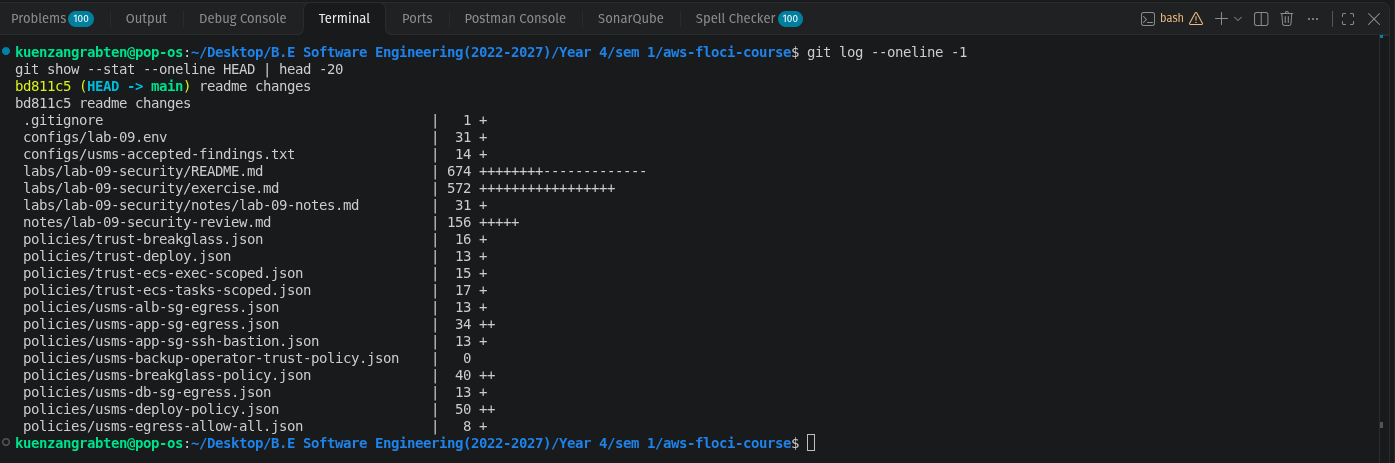 Problems 100 Output Debug Console Terminal Ports Postman Console SonarQube Spell Checker 100 bash
kuenzangrabten@pop-os:~/Desktop/B.E Software Engineering(2022-2027)/Year 4/sem 1/aws-floci-course$ git log --oneline -1
git show --stat --oneline HEAD | head -20
bd811c5 (HEAD -> main) readme changes
bd811c5 readme changes
.gitignore | 1 +
configs/lab-09.env | 31 +
configs/usms-accepted-findings.txt | 14 +
labs/lab-09-security/README.md | 674 ++++++++-------------
labs/lab-09-security/exercise.md | 572 +++++++++++++++++
labs/lab-09-security/notes/lab-09-notes.md | 31 +
notes/lab-09-security-review.md | 156 +++++
policies/trust-breakglass.json | 16 +
policies/trust-deploy.json | 13 +
policies/trust-ecs-exec-scoped.json | 15 +
policies/trust-ecs-tasks-scoped.json | 17 +
policies/usms-alb-sg-egress.json | 13 +
policies/usms-app-sg-egress.json | 34 ++
policies/usms-app-sg-ssh-bastion.json | 13 +
policies/usms-backup-operator-trust-policy.json | 0
policies/usms-breakglass-policy.json | 40 ++
policies/usms-db-sg-egress.json | 13 +
policies/usms-deploy-policy.json | 50 ++
policies/usms-egress-allow-all.json | 8 +
kuenzangrabten@pop-os:~/Desktop/B.E Software Engineering(2022-2027)/Year 4/sem 1/aws-floci-course$